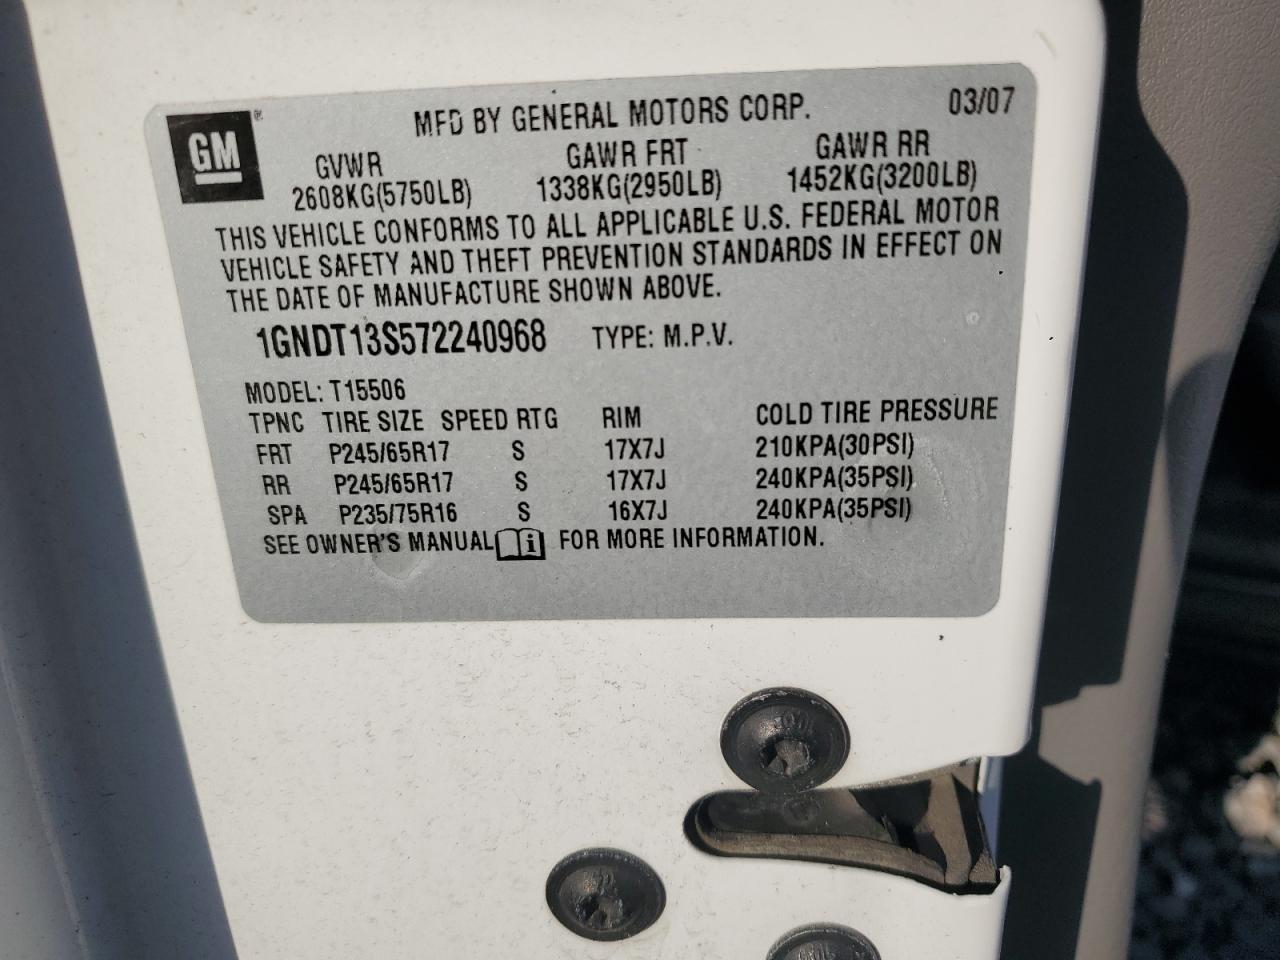 GM ® MFD BY GENERAL MOTORS CORP. 03/07
GVWR GAWR FRT GAWR RR
2608KG(5750LB) 1338KG(2950LB) 1452KG(3200LB)
THIS VEHICLE CONFORMS TO ALL APPLICABLE U.S. FEDERAL MOTOR
VEHICLE SAFETY AND THEFT PREVENTION STANDARDS IN EFFECT ON
THE DATE OF MANUFACTURE SHOWN ABOVE.
1GNDT13S572240968 TYPE: M.P.V.
MODEL: T15506
TPNC TIRE SIZE SPEED RTG RIM COLD TIRE PRESSURE
FRT P245/65R17 S 17X7J 210KPA(30PSI)
RR P245/65R17 S 17X7J 240KPA(35PSI)
SPA P235/75R16 S 16X7J 240KPA(35PSI)
SEE OWNER'S MANUAL i FOR MORE INFORMATION.